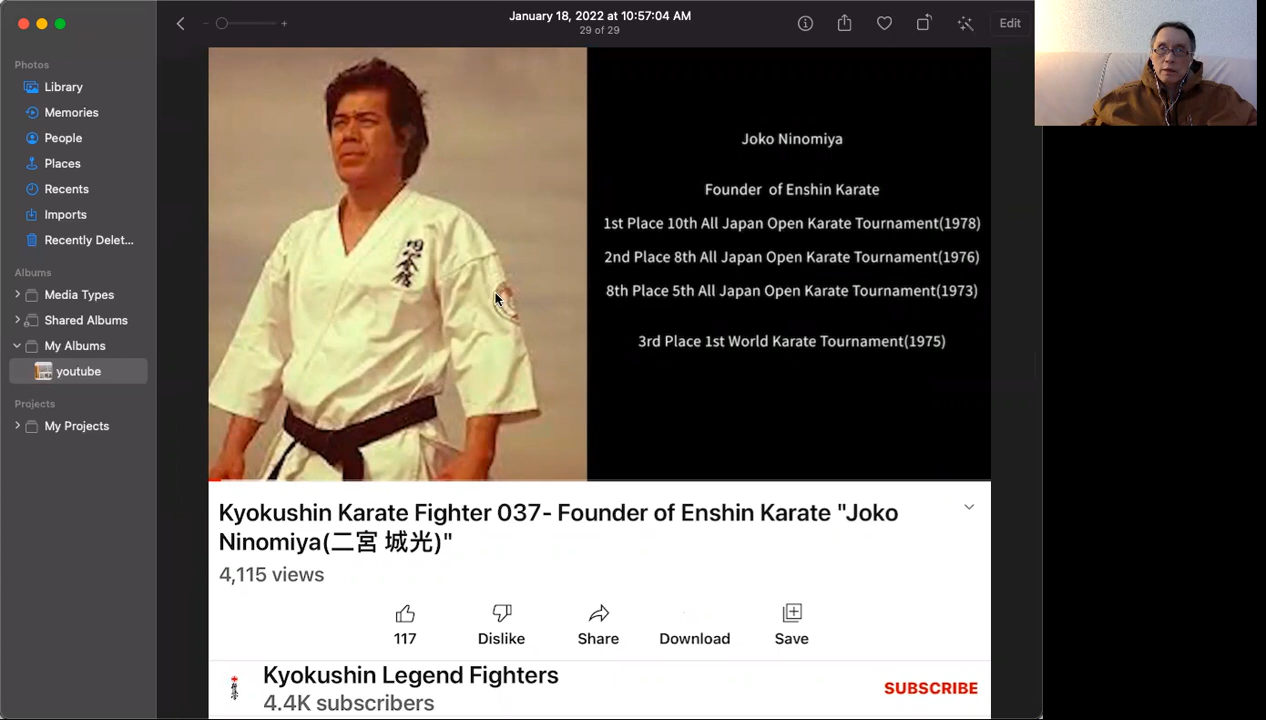 January 18, 2022 at 10:57:04 AM
29 of 29
Edit
Photos
Library
Memories
People
Places
Recents
Imports
Recently Delet...
Albums
Media Types
Shared Albums
My Albums
youtube
Projects
My Projects
Joko Ninomiya
Founder of Enshin Karate
1st Place 10th All Japan Open Karate Tournament(1978)
2nd Place 8th All Japan Open Karate Tournament(1976)
8th Place 5th All Japan Open Karate Tournament(1973)
3rd Place 1st World Karate Tournament(1975)
Kyokushin Karate Fighter 037- Founder of Enshin Karate "Joko
Ninomiya(二宮 城光)"
4,115 views
117
Dislike
Share
Download
Save
Kyokushin Legend Fighters
4.4K subscribers
SUBSCRIBE